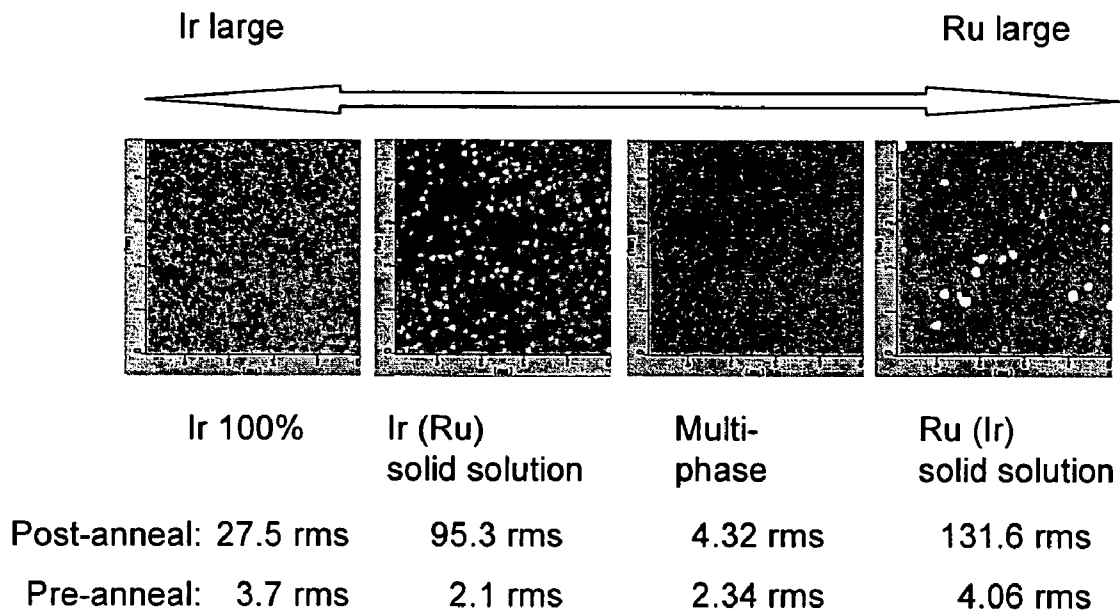 Ir large Ru large
Ir 100% Ir (Ru) Multi- Ru (Ir)
solid solution phase solid solution
Post-anneal: 27.5 rms 95.3 rms 4.32 rms 131.6 rms
Pre-anneal: 3.7 rms 2.1 rms 2.34 rms 4.06 rms